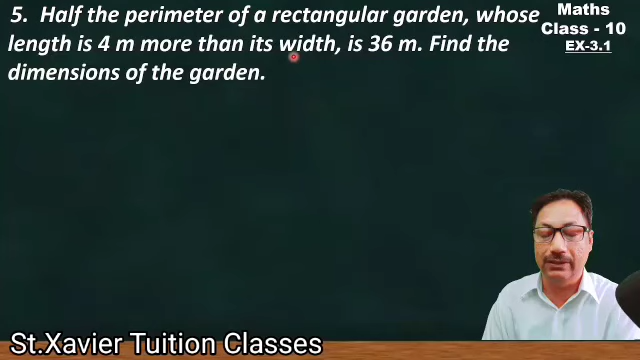 5. Half the perimeter of a rectangular garden, whose
length is 4 m more than its width, is 36 m. Find the
dimensions of the garden.
Maths
Class - 10
EX-3.1
St.Xavier Tuition Classes